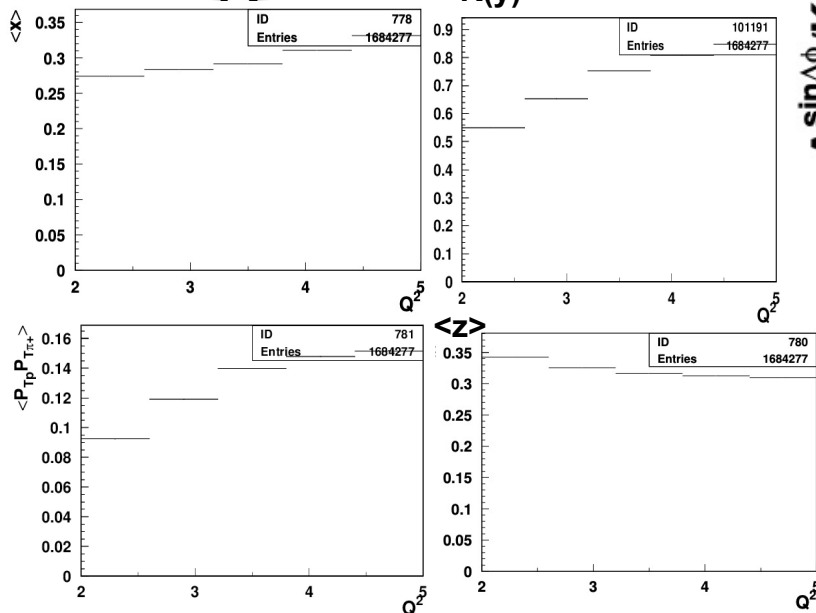 <x>
ID 778
Entries 1684277
0.35
0.3
0.25
0.2
0.15
0.1
0.05
0
2 3 4 5
Q2
(y)
ID 101191
Entries 1684277
0.9
0.8
0.7
0.6
0.5
0.4
0.3
0.2
0.1
0
2 3 4 5
Q2
sinΔφ
<PTpPTπ+>
ID 781
Entries 1684277
0.16
0.14
0.12
0.1
0.08
0.06
0.04
0.02
0
2 3 4 5
Q2
<z>
ID 780
Entries 1684277
0.35
0.3
0.25
0.2
0.15
0.1
0.05
0
2 3 4 5
Q2